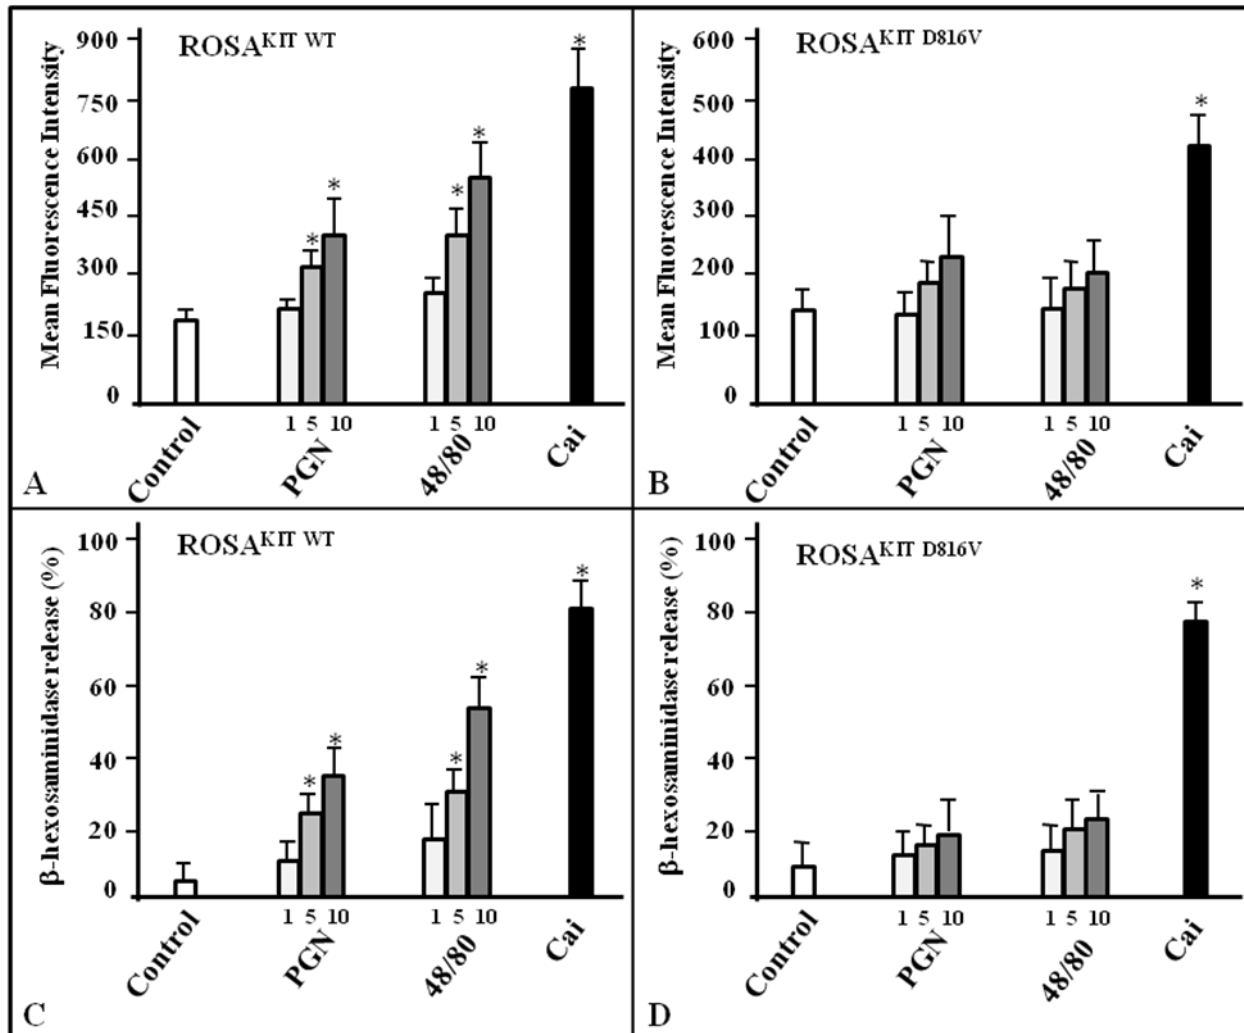 ROSA^KIT WT
Mean Fluorescence Intensity
900
750
600
450
300
150
0
* * * * *
1 5 10
1 5 10
Control
PGN
48/80
Cai
A
ROSA^KIT D816V
Mean Fluorescence Intensity
600
500
400
300
200
100
0
*
1 5 10
1 5 10
Control
PGN
48/80
Cai
B
ROSA^KIT WT
β-hexosaminidase release (%)
100
80
60
40
20
0
* * * * *
1 5 10
1 5 10
Control
PGN
48/80
Cai
C
ROSA^KIT D816V
β-hexosaminidase release (%)
100
80
60
40
20
0
*
1 5 10
1 5 10
Control
PGN
48/80
Cai
D